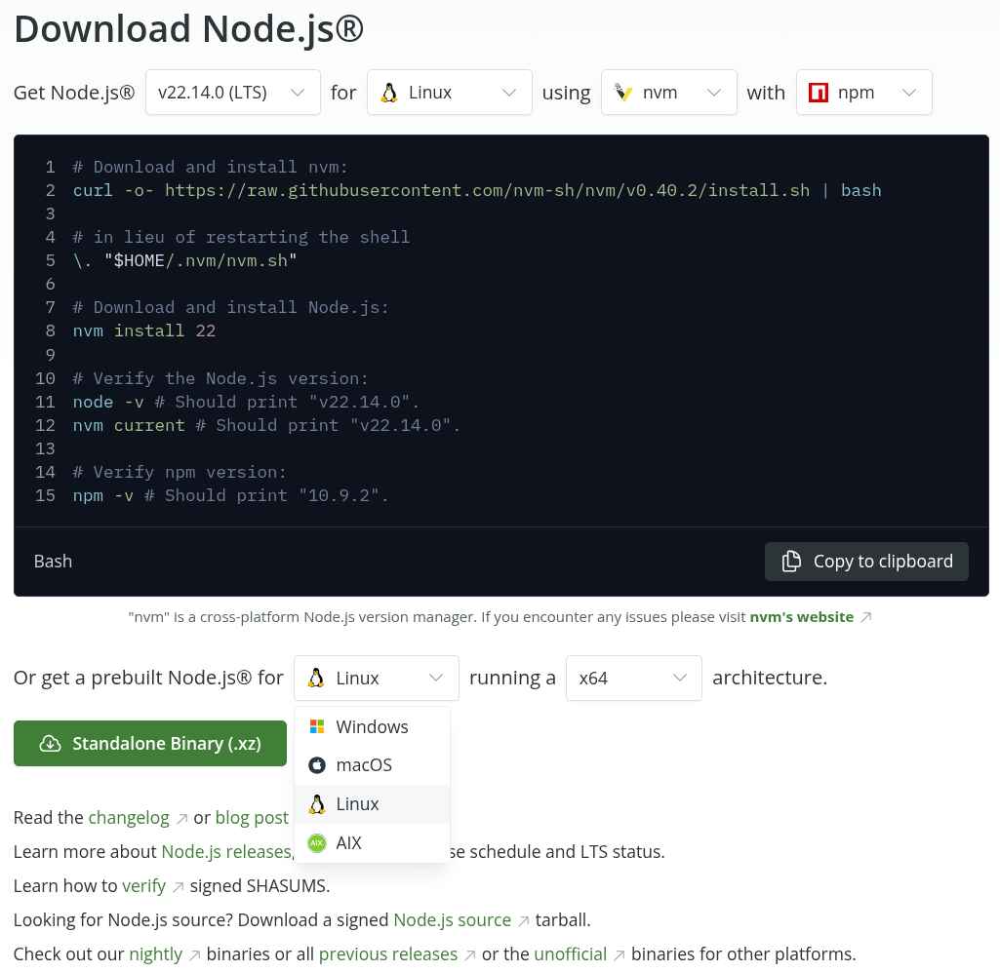 Download Node.js®
Get Node.js® v22.14.0 (LTS) for Linux using nvm with npm
1 # Download and install nvm:
2 curl -o- https://raw.githubusercontent.com/nvm-sh/nvm/v0.40.2/install.sh | bash
3
4 # in lieu of restarting the shell
5 \. "$HOME/.nvm/nvm.sh"
6
7 # Download and install Node.js:
8 nvm install 22
9
10 # Verify the Node.js version:
11 node -v # Should print "v22.14.0".
12 nvm current # Should print "v22.14.0".
13
14 # Verify npm version:
15 npm -v # Should print "10.9.2".
Bash Copy to clipboard
"nvm" is a cross-platform Node.js version manager. If you encounter any issues please visit nvm's website
Or get a prebuilt Node.js® for Linux running a x64 architecture.
Windows
Standalone Binary (.xz)
macOS
Linux
AIX AIX
Read the changelog or blog post
Learn more about Node.js releases, se schedule and LTS status.
Learn how to verify signed SHASUMS.
Looking for Node.js source? Download a signed Node.js source tarball.
Check out our nightly binaries or all previous releases or the unofficial binaries for other platforms.